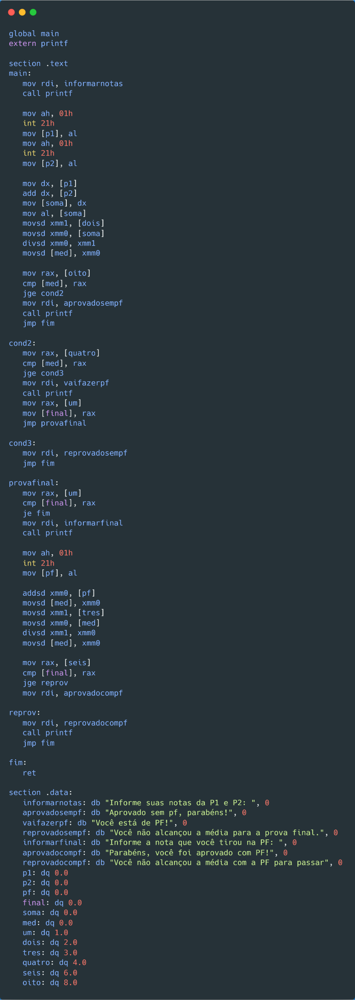 global main
extern printf

section .text
main:
   mov rdi, informarnotas
   call printf

   mov ah, 01h
   int 21h
   mov [p1], al
   mov ah, 01h
   int 21h
   mov [p2], al

   mov dx, [p1]
   add dx, [p2]
   mov [soma], dx
   mov al, [soma]
   movsd xmm1, [dois]
   movsd xmm0, [soma]
   divsd xmm0, xmm1
   movsd [med], xmm0

   mov rax, [oito]
   cmp [med], rax
   jge cond2
   mov rdi, aprovadosempf
   call printf
   jmp fim

cond2:
   mov rax, [quatro]
   cmp [med], rax
   jge cond3
   mov rdi, vaifazerpf
   call printf
   mov rax, [um]
   mov [final], rax
   jmp provafinal

cond3:
   mov rdi, reprovadosempf
   jmp fim

provafinal:
   mov rax, [um]
   cmp [final], rax
   je fim
   mov rdi, informarfinal
   call printf

   mov ah, 01h
   int 21h
   mov [pf], al

   addsd xmm0, [pf]
   movsd [med], xmm0
   movsd xmm1, [tres]
   movsd xmm0, [med]
   divsd xmm1, xmm0
   movsd [med], xmm0

   mov rax, [seis]
   cmp [final], rax
   jge reprov
   mov rdi, aprovadocompf

reprov:
   mov rdi, reprovadocompf
   call printf
   jmp fim

fim:
   ret

section .data:
   informarnotas: db "Informe suas notas da P1 e P2: ", 0
   aprovadosempf: db "Aprovado sem pf, parabéns!", 0
   vaifazerpf: db "Você está de PF!", 0
   reprovadosempf: db "Você não alcançou a média para a prova final.", 0
   informarfinal: db "Informe a nota que você tirou na PF: ", 0
   aprovadocompf: db "Parabéns, você foi aprovado com PF!", 0
   reprovadocompf: db "Você não alcançou a média com a PF para passar", 0
   p1: dq 0.0
   p2: dq 0.0
   pf: dq 0.0
   final: dq 0.0
   soma: dq 0.0
   med: dq 0.0
   um: dq 1.0
   dois: dq 2.0
   tres: dq 3.0
   quatro: dq 4.0
   seis: dq 6.0
   oito: dq 8.0